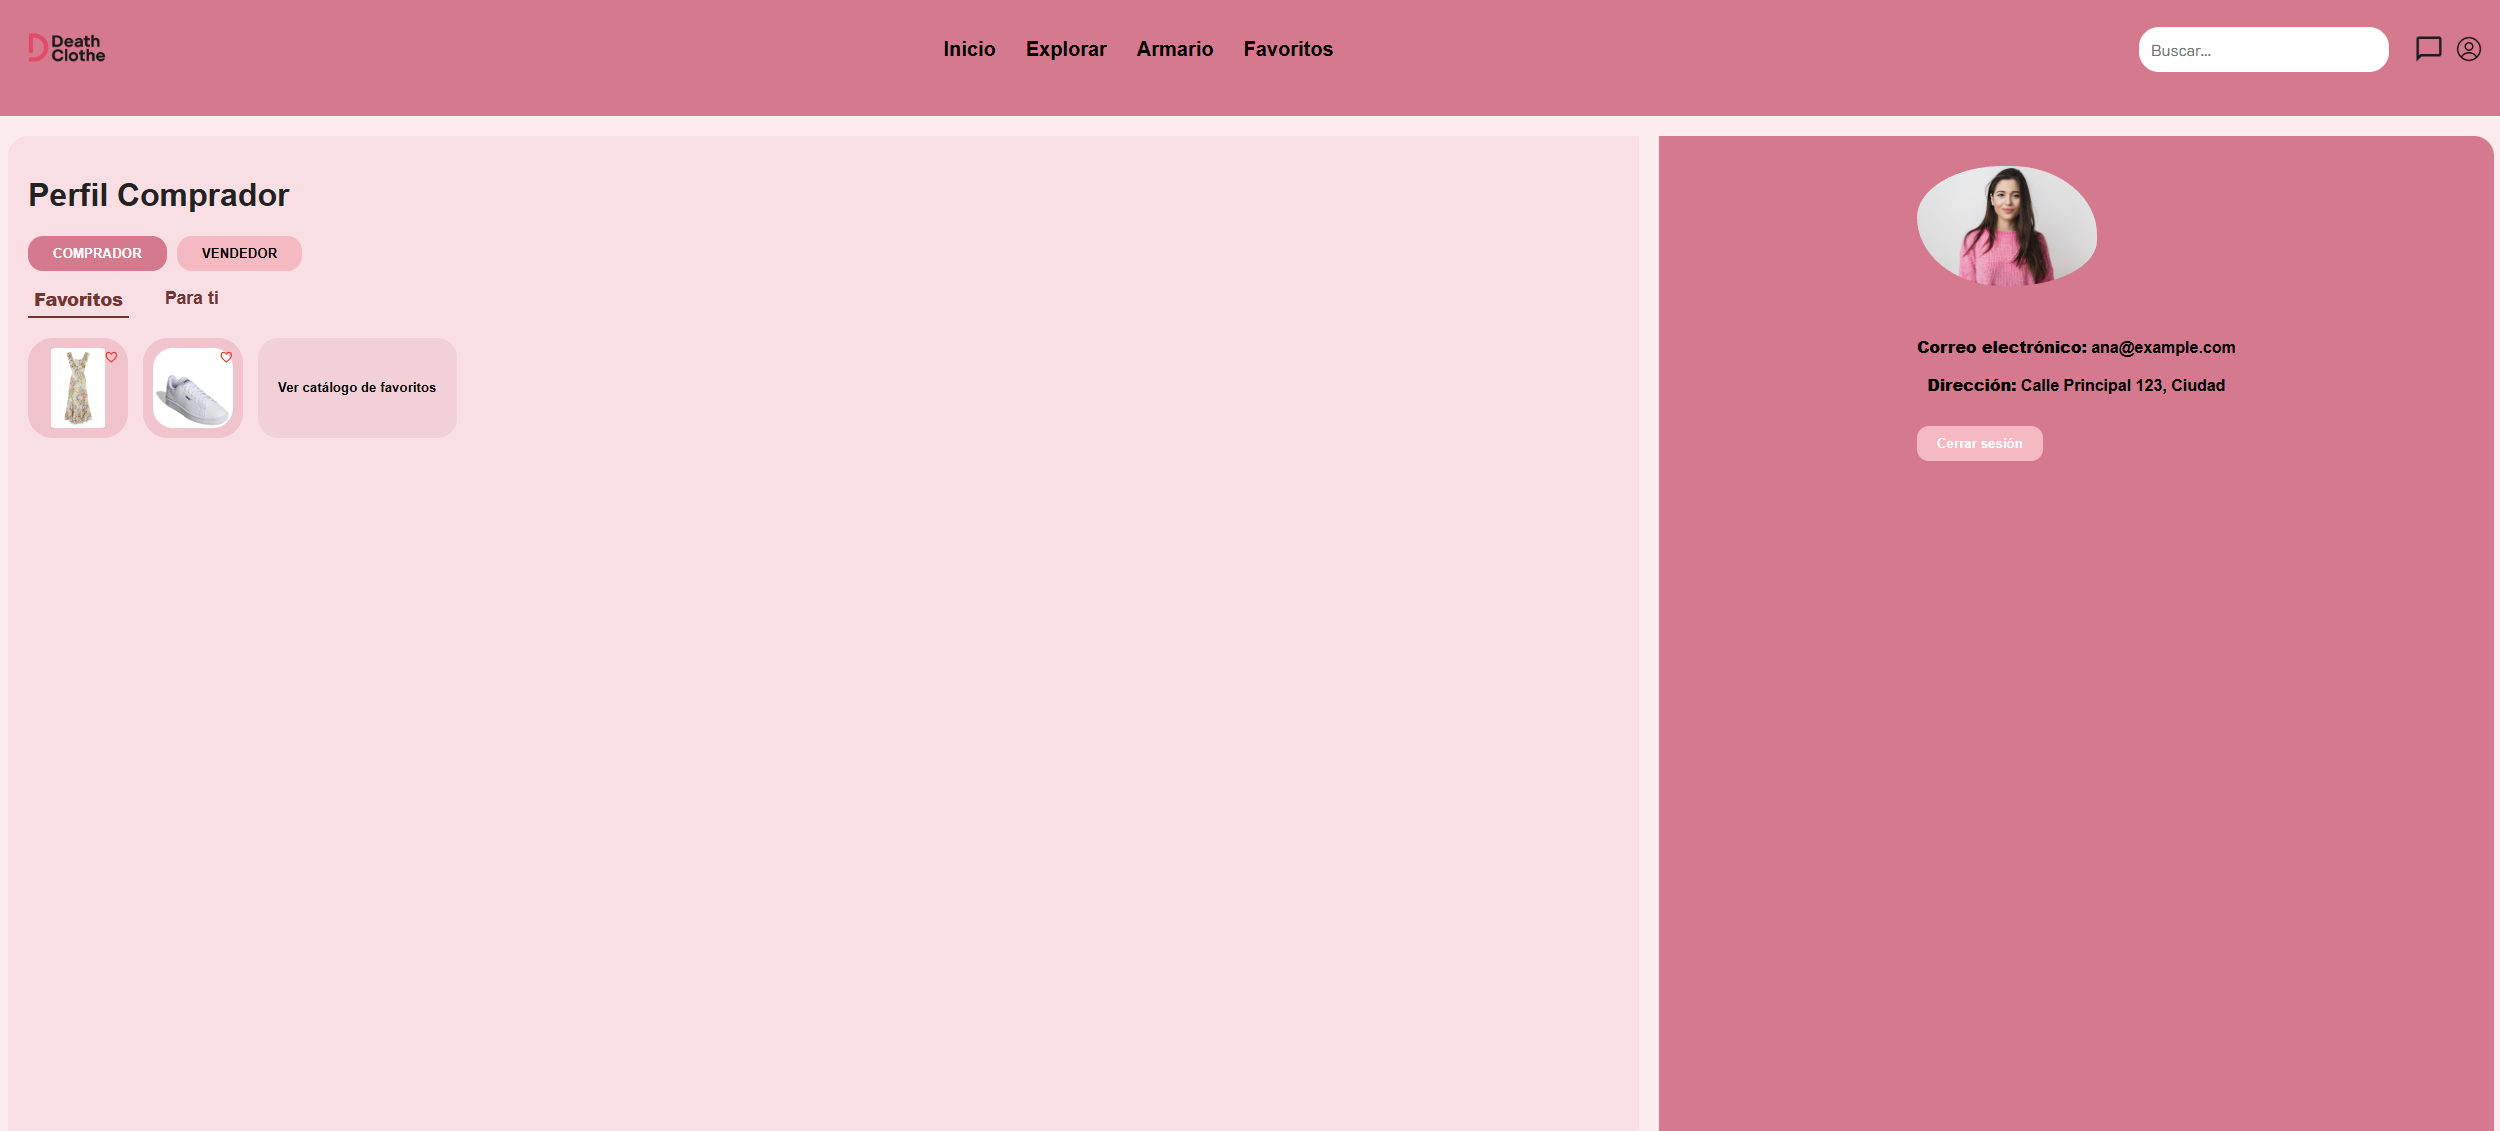 Death
Clothe
Inicio
Explorar
Armario
Favoritos
Buscar...
Perfil Comprador
COMPRADOR
VENDEDOR
Favoritos
Para ti
Ver catálogo de favoritos
Correo electrónico: ana@example.com
Dirección: Calle Principal 123, Ciudad
Cerrar sesión